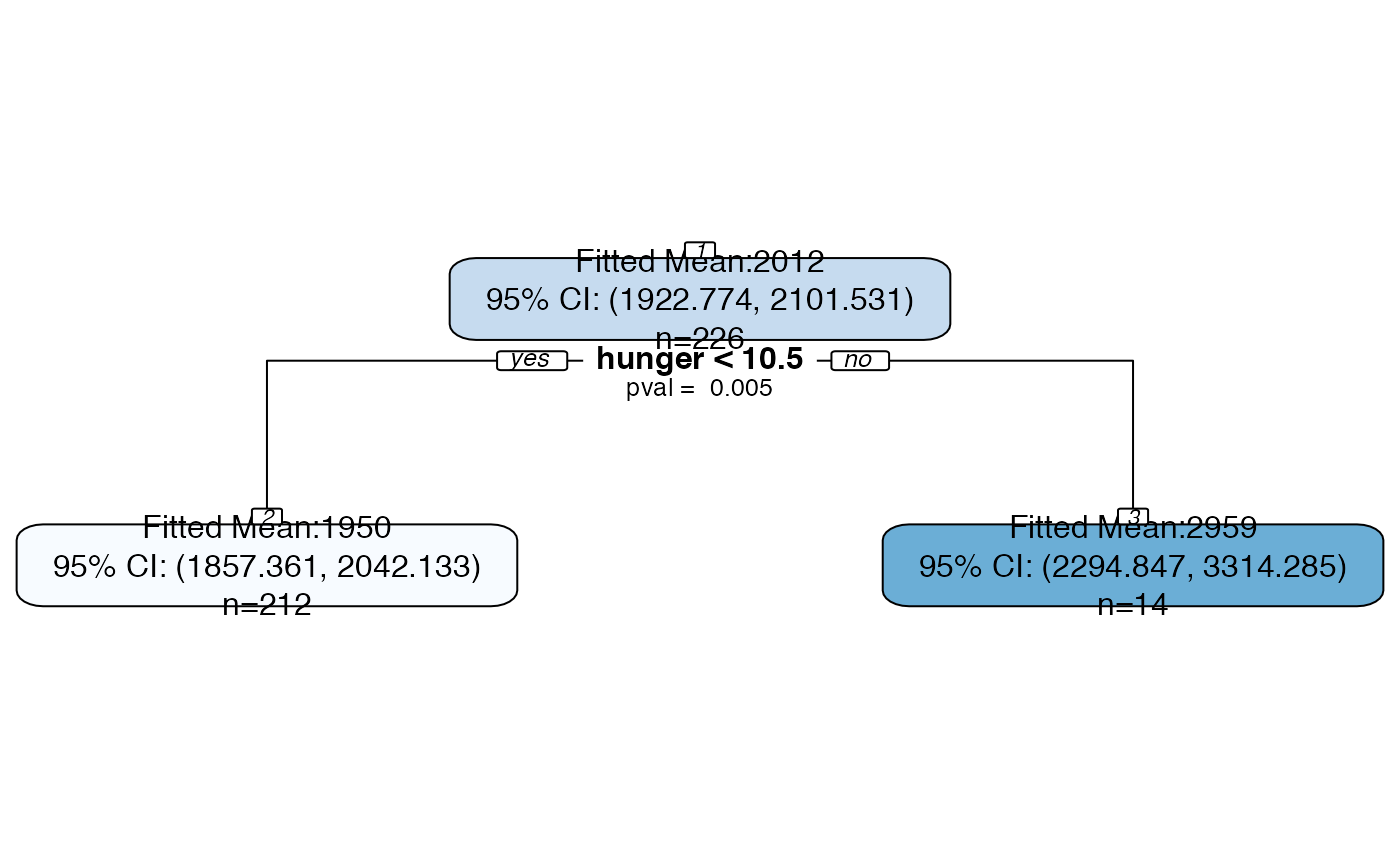 1
Fitted Mean:2012
95% CI: (1922.774, 2101.531)
n=226
yes hunger < 10.5 no
pval = 0.005
2
Fitted Mean:1950
95% CI: (1857.361, 2042.133)
n=212
3
Fitted Mean:2959
95% CI: (2294.847, 3314.285)
n=14